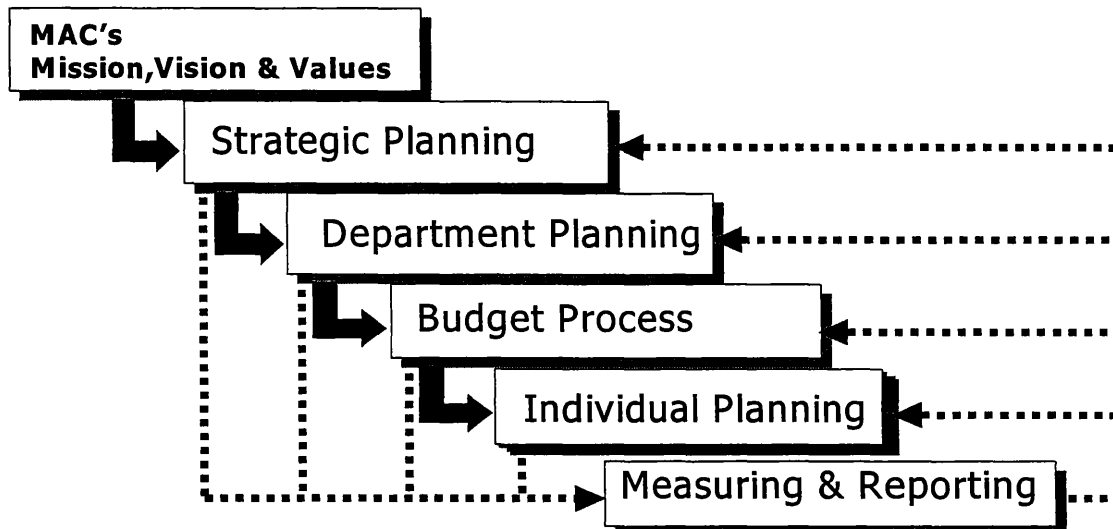 MAC's
Mission,Vision & Values
Strategic Planning
Department Planning
Budget Process
Individual Planning
Measuring & Reporting